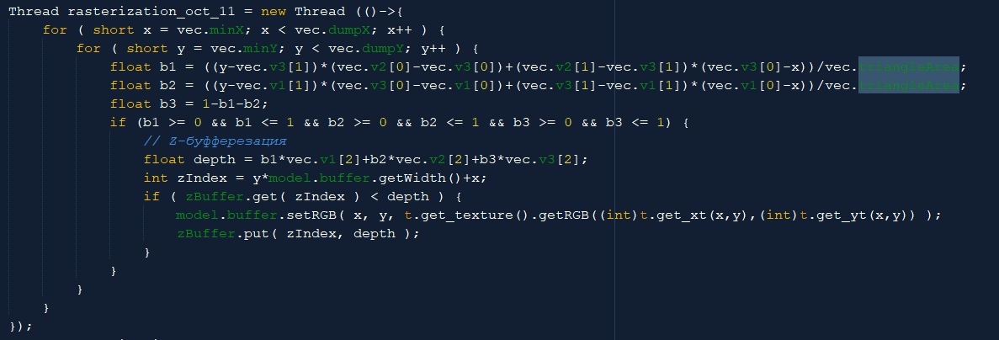 Thread rasterization_oct_11 = new Thread (()->{
for ( short x = vec.minX; x < vec.dumpX; x++ ) {
for ( short y = vec.minY; y < vec.dumpY; y++ ) {
float b1 = ((y-vec.v3[1])*(vec.v2[0]-vec.v3[0])+(vec.v2[1]-vec.v3[1])*(vec.v3[0]-x))/vec.triangleArea;
float b2 = ((y-vec.v1[1])*(vec.v3[0]-vec.v1[0])+(vec.v3[1]-vec.v1[1])*(vec.v1[0]-x))/vec.triangleArea;
float b3 = 1-b1-b2;
if (b1 >= 0 && b1 <= 1 && b2 >= 0 && b2 <= 1 && b3 >= 0 && b3 <= 1) {
// Z-буфферезация
float depth = b1*vec.v1[2]+b2*vec.v2[2]+b3*vec.v3[2];
int zIndex = y*model.buffer.getWidth()+x;
if ( zBuffer.get( zIndex ) < depth ) {
model.buffer.setRGB( x, y, t.get_texture().getRGB((int)t.get_xt(x,y),(int)t.get_yt(x,y)) );
zBuffer.put( zIndex, depth );
}
}
}
}
});